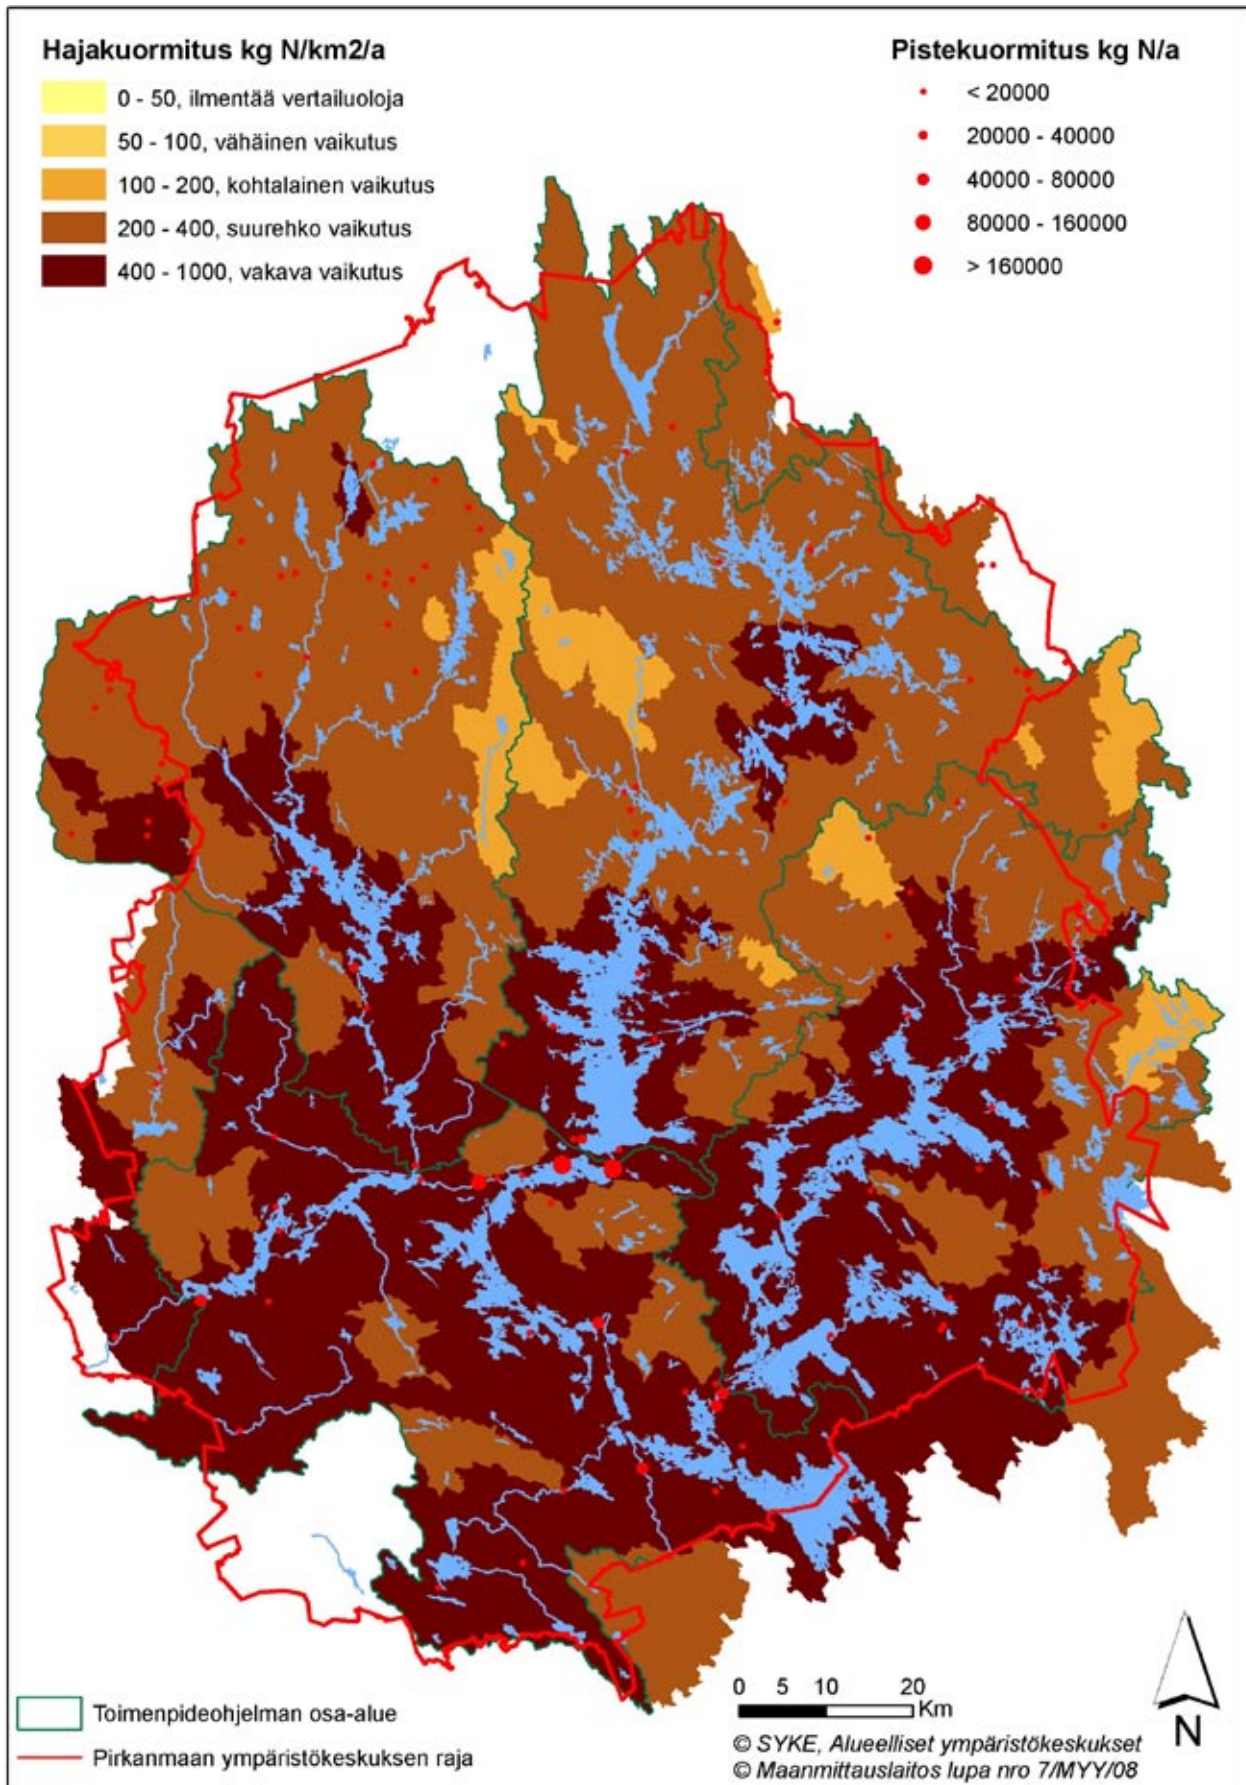 Hajakuormitus kg N/km2/a
0 - 50, ilmentää vertailuoloja
50 - 100, vähäinen vaikutus
100 - 200, kohtalainen vaikutus
200 - 400, suurehko vaikutus
400 - 1000, vakava vaikutus
Pistekuormitus kg N/a
< 20000
20000 - 40000
40000 - 80000
80000 - 160000
> 160000
Toimenpideohjelman osa-alue
Pirkanmaan ympäristökeskuksen raja
0 5 10 20
Km
N
© SYKE, Alueelliset ympäristökeskukset
© Maanmittauslaitos lupa nro 7/MYY/08